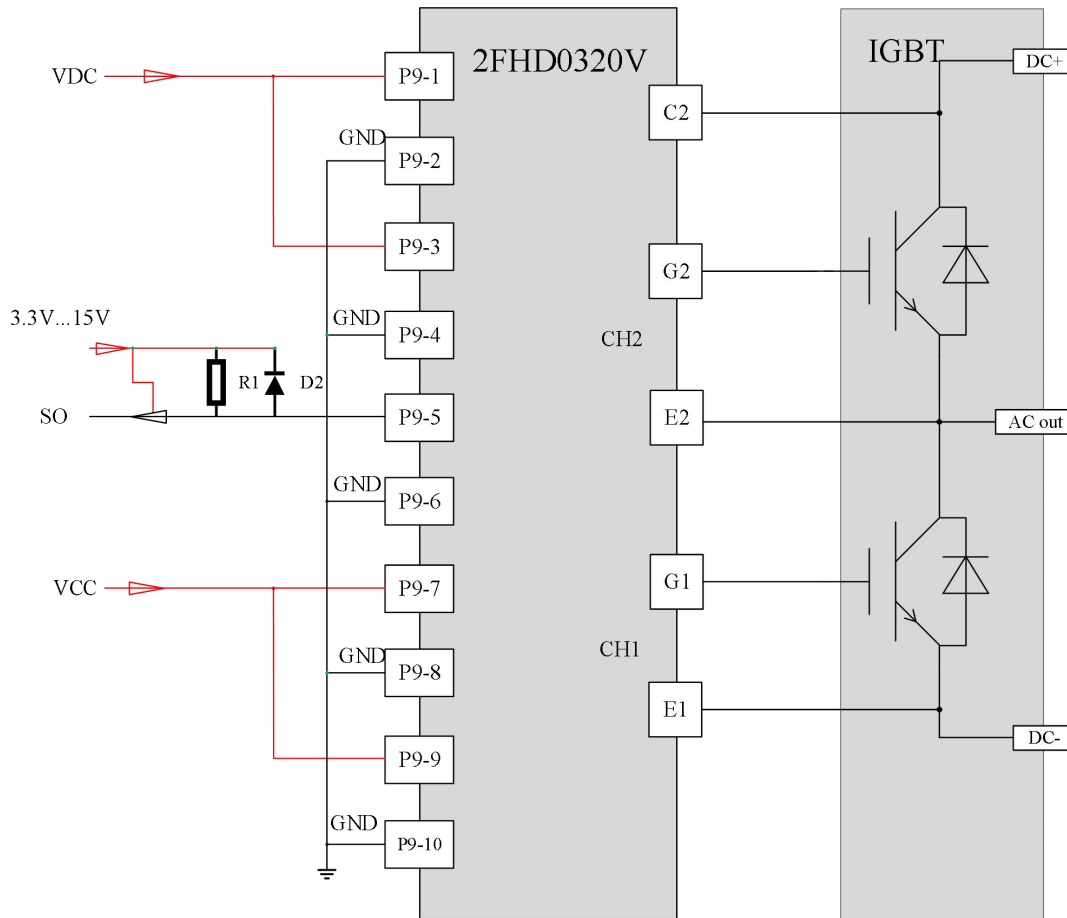 2FHD0320V
IGBT
DC+
VDC
P9-1
C2
GND
P9-2
P9-3
G2
3.3V...15V
GND
P9-4
CH2
R1
D2
SO
P9-5
E2
AC out
GND
P9-6
VCC
P9-7
G1
GND
P9-8
CH1
E1
DC-
P9-9
GND
P9-10